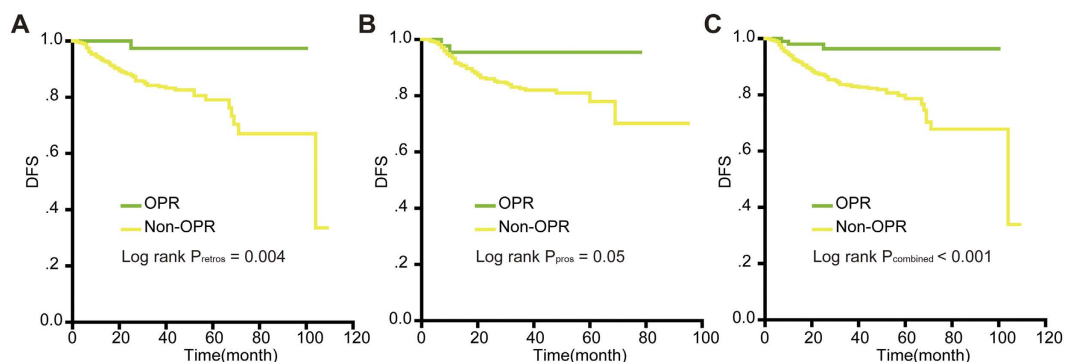 A
1.0
.8
.6
.4
.2
0.0
DFS
OPR
Non-OPR
Log rank Pretros = 0.004
0 20 40 60 80 100 120
Time(month)
B
1.0
.8
.6
.4
.2
0.0
DFS
OPR
Non-OPR
Log rank Ppros = 0.05
0 20 40 60 80 100
Time(month)
C
1.0
.8
.6
.4
.2
0.0
DFS
OPR
Non-OPR
Log rank Pcombined < 0.001
0 20 40 60 80 100 120
Time(month)